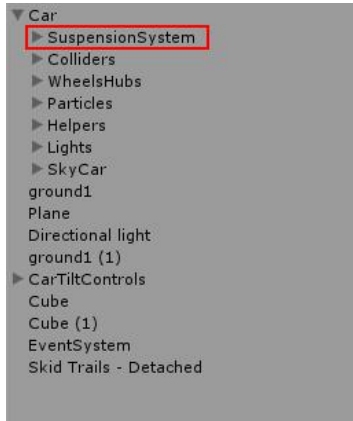 Car
SuspensionSystem
Colliders
WheelsHubs
Particles
Helpers
Lights
SkyCar
ground1
Plane
Directional light
ground1 (1)
CarTiltControls
Cube
Cube (1)
EventSystem
Skid Trails - Detached